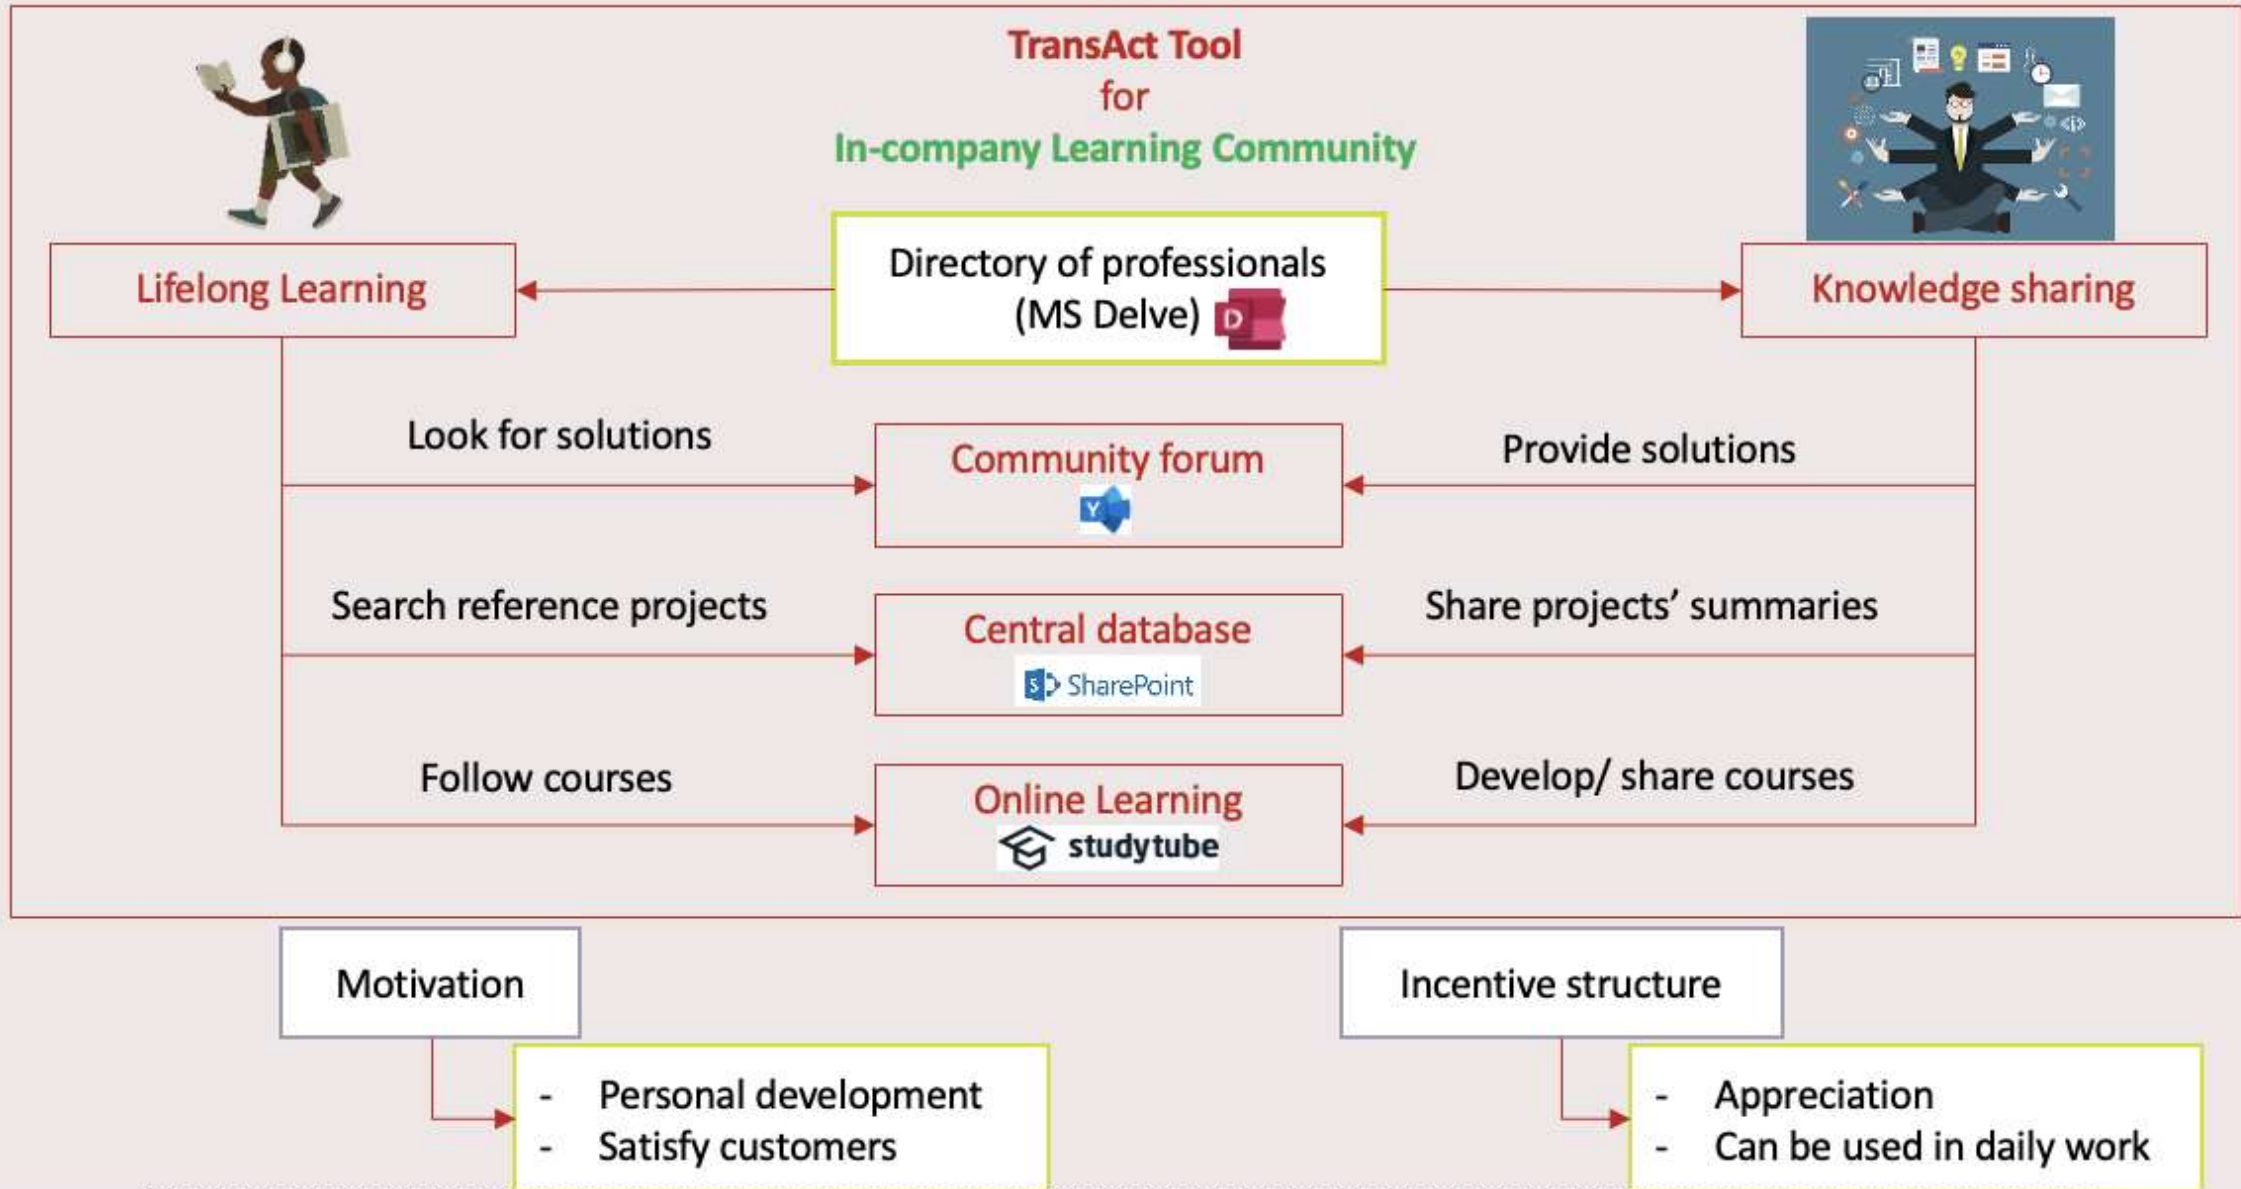 TransAct Tool
for
In-company Learning Community
Directory of professionals
(MS Delve) D
Lifelong Learning
Knowledge sharing
Look for solutions
Community forum
Y
Provide solutions
Search reference projects
Central database
S SharePoint
Share projects’ summaries
Follow courses
Online Learning
studytube
Develop/ share courses
Motivation
- Personal development
- Satisfy customers
Incentive structure
- Appreciation
- Can be used in daily work